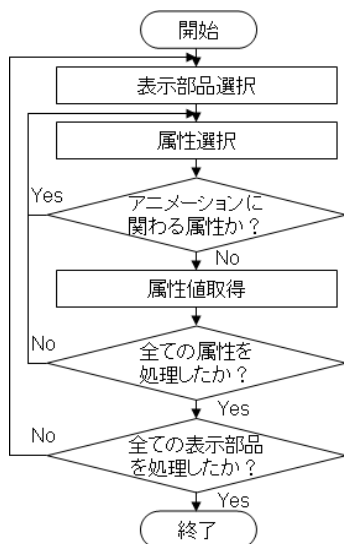 開始
表示部品選択
属性選択
Yes
アニメーションに
関わる属性か？
No
属性値取得
No
全ての属性を
処理したか？
Yes
No
全ての表示部品
を処理したか？
Yes
終了